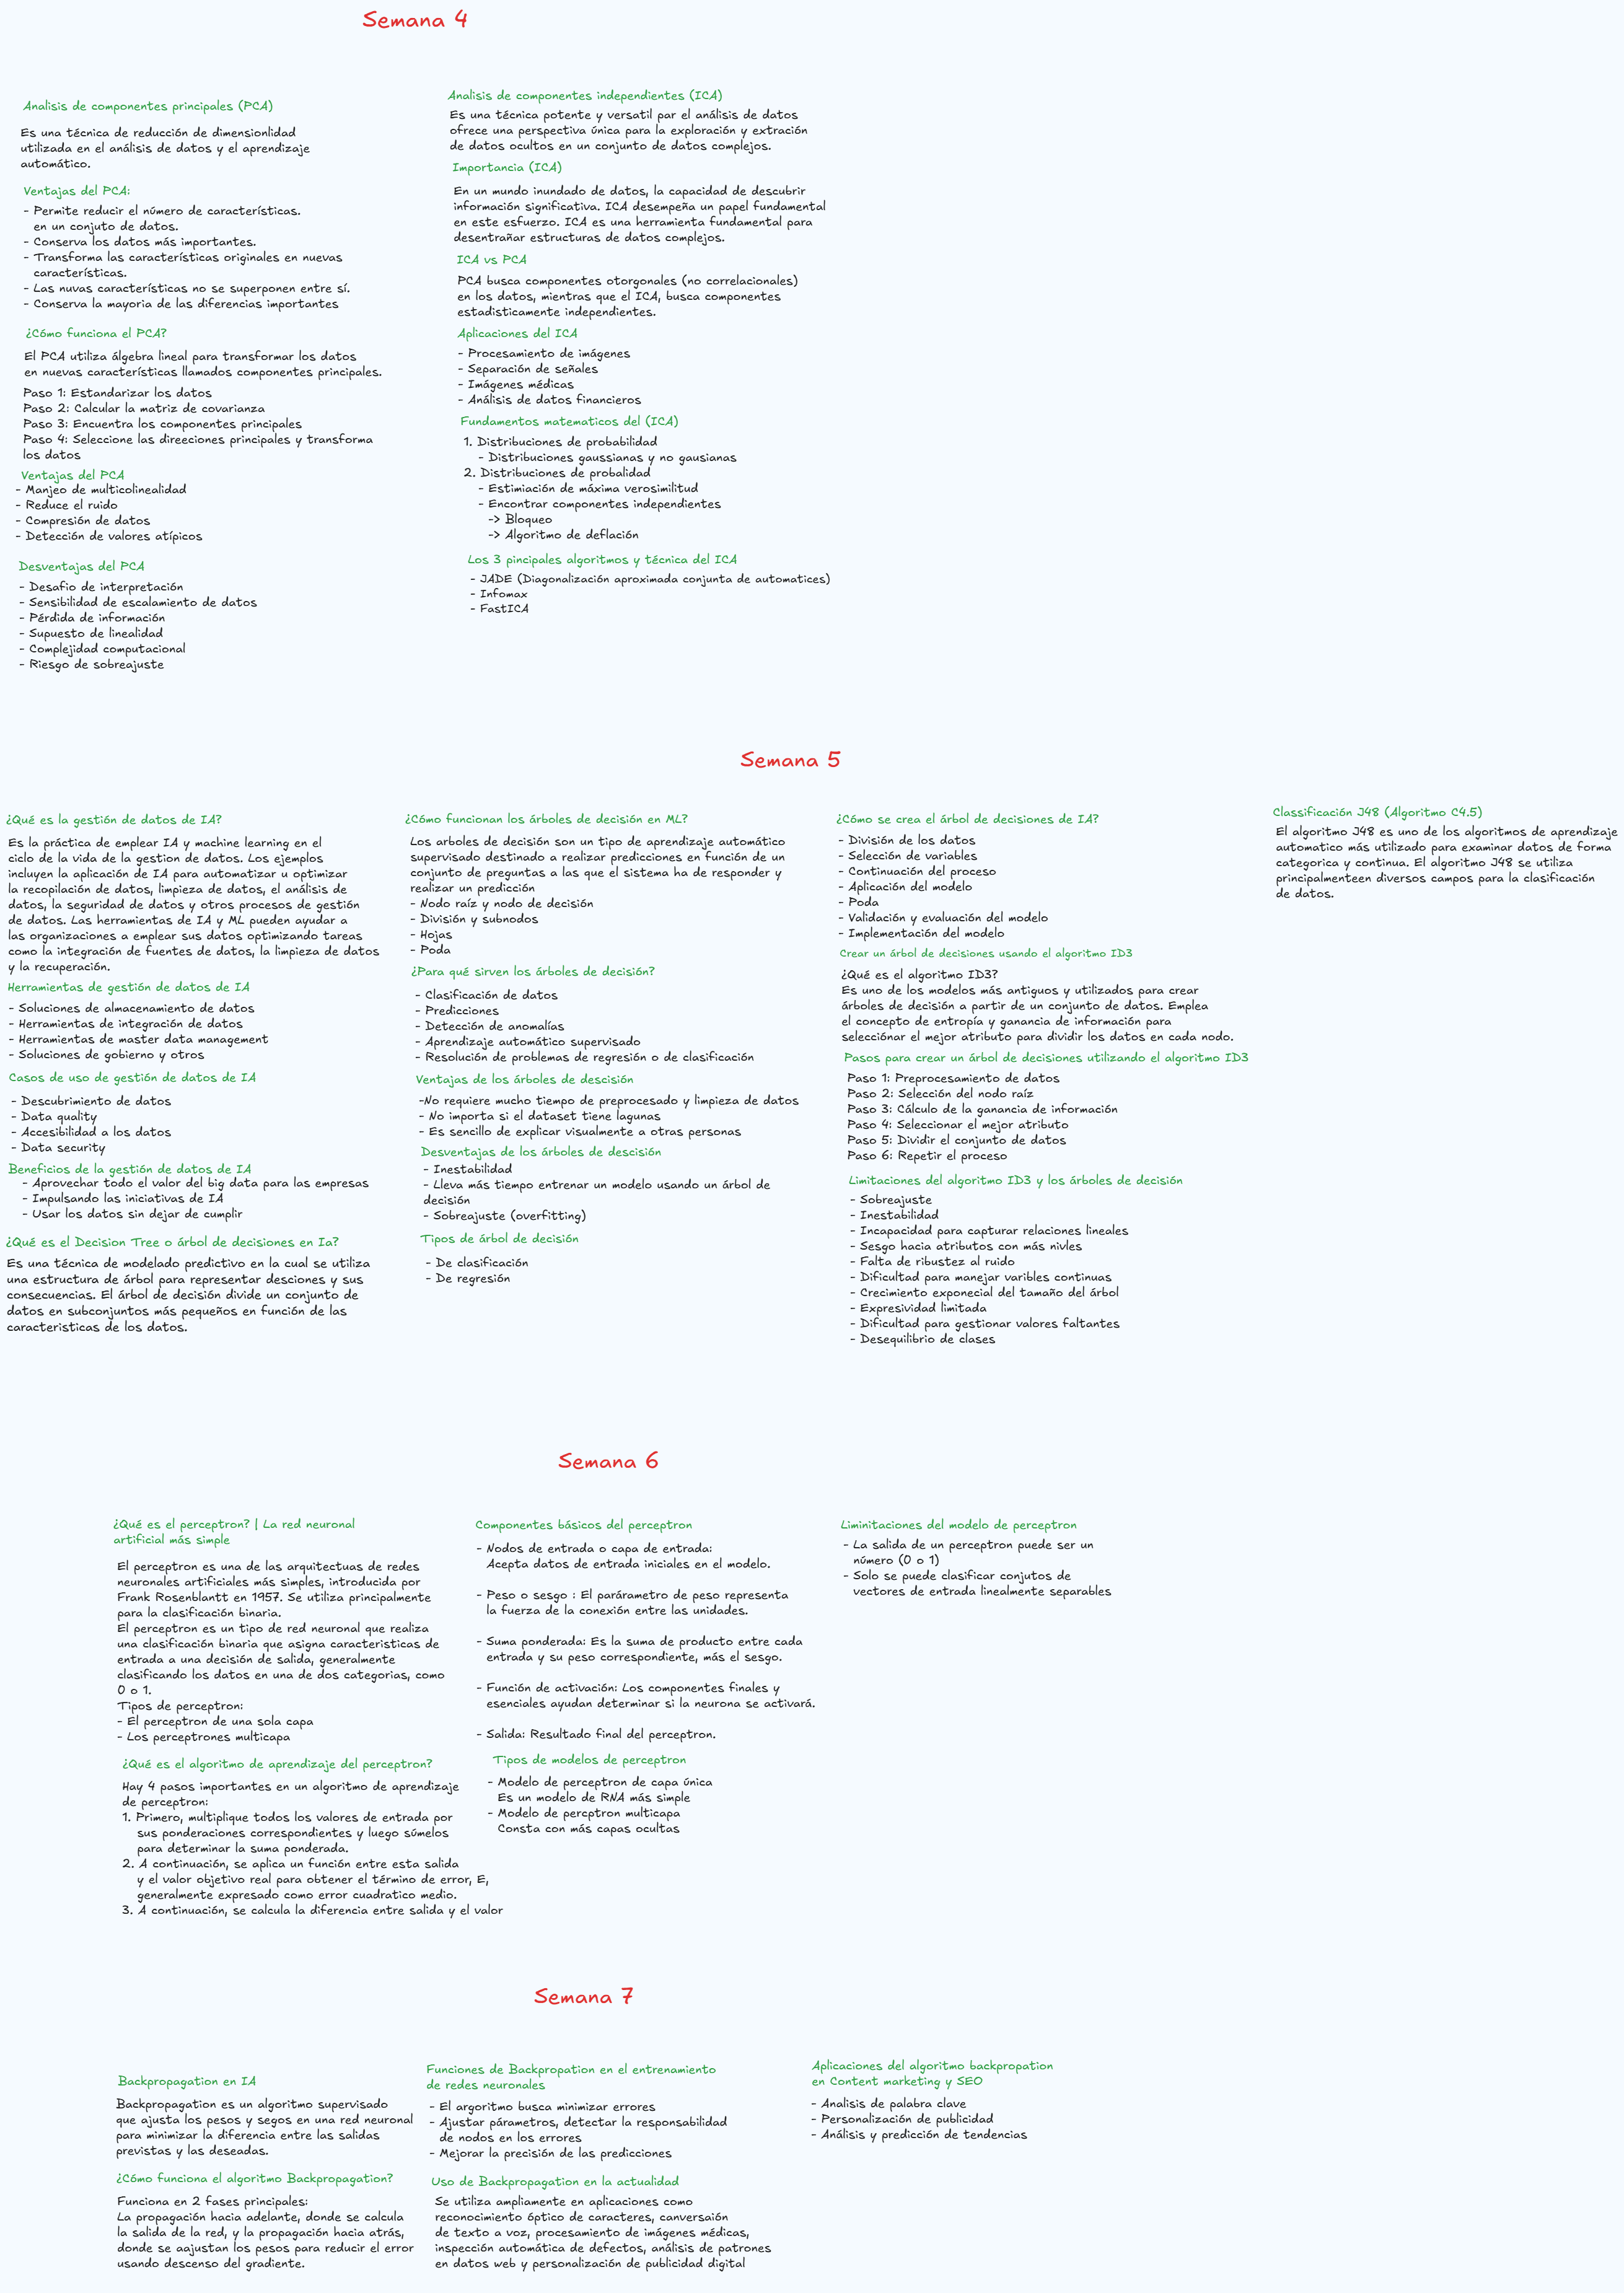 Semana 4
Analisis de componentes principales (PCA)
Es una técnica de reducción de dimensionlidad
utilizada en el análisis de datos y el aprendizaje
automático.
Ventajas del PCA:
- Permite reducir el número de características.
en un conjuto de datos.
- Conserva los datos más importantes.
- Transforma las características originales en nuevas
características.
- Las nuvas características no se superponen entre sí.
- Conserva la mayoria de las diferencias importantes
¿Cómo funciona el PCA?
El PCA utiliza álgebra lineal para transformar los datos
en nuevas características llamados componentes principales.
Paso 1: Estandarizar los datos
Paso 2: Calcular la matriz de covarianza
Paso 3: Encuentra los componentes principales
Paso 4: Seleccione las direeciones principales y transforma
los datos
Ventajas del PCA
- Manjeo de multicolinealidad
- Reduce el ruido
- Compresión de datos
- Detección de valores atípicos
Desventajas del PCA
- Desafio de interpretación
- Sensibilidad de escalamiento de datos
- Pérdida de información
- Supuesto de linealidad
- Complejidad computacional
- Riesgo de sobreajuste
Analisis de componentes independientes (ICA)
Es una técnica potente y versatil par el análisis de datos
ofrece una perspectiva única para la exploración y extración
de datos ocultos en un conjunto de datos complejos.
Importancia (ICA)
En un mundo inundado de datos, la capacidad de descubrir
información significativa. ICA desempeña un papel fundamental
en este esfuerzo. ICA es una herramienta fundamental para
desentrañar estructuras de datos complejos.
ICA vs PCA
PCA busca componentes otorgonales (no correlacionales)
en los datos, mientras que el ICA, busca componentes
estadisticamente independientes.
Aplicaciones del ICA
- Procesamiento de imágenes
- Separación de señales
- Imágenes médicas
- Análisis de datos financieros
Fundamentos matematicos del (ICA)
1. Distribuciones de probabilidad
- Distribuciones gaussianas y no gausianas
2. Distribuciones de probalidad
- Estimiación de máxima verosimilitud
- Encontrar componentes independientes
-> Bloqueo
-> Algoritmo de deflación
Los 3 pincipales algoritmos y técnica del ICA
- JADE (Diagonalización aproximada conjunta de automatices)
- Infomax
- FastICA
Semana 5
¿Qué es la gestión de datos de IA?
Es la práctica de emplear IA y machine learning en el
ciclo de la vida de la gestion de datos. Los ejemplos
incluyen la aplicación de IA para automatizar u optimizar
la recopilación de datos, limpieza de datos, el análisis de
datos, la seguridad de datos y otros procesos de gestión
de datos. Las herramientas de IA y ML pueden ayudar a
las organizaciones a emplear sus datos optimizando tareas
como la integración de fuentes de datos, la limpieza de datos
y la recuperación.
Herramientas de gestión de datos de IA
- Soluciones de almacenamiento de datos
- Herramientas de integración de datos
- Herramientas de master data management
- Soluciones de gobierno y otros
Casos de uso de gestión de datos de IA
- Descubrimiento de datos
- Data quality
- Accesibilidad a los datos
- Data security
Beneficios de la gestión de datos de IA
- Aprovechar todo el valor del big data para las empresas
- Impulsando las iniciativas de IA
- Usar los datos sin dejar de cumplir
¿Qué es el Decision Tree o árbol de decisiones en Ia?
Es una técnica de modelado predictivo en la cual se utiliza
una estructura de árbol para representar desciones y sus
consecuencias. El árbol de decisión divide un conjunto de
datos en subconjuntos más pequeños en función de las
caracteristicas de los datos.
¿Cómo funcionan los árboles de decisión en ML?
Los arboles de decisión son un tipo de aprendizaje automático
supervisado destinado a realizar predicciones en función de un
conjunto de preguntas a las que el sistema ha de responder y
realizar un predicción
- Nodo raíz y nodo de decisión
- División y subnodos
- Hojas
- Poda
¿Para qué sirven los árboles de decisión?
- Clasificación de datos
- Predicciones
- Detección de anomalías
- Aprendizaje automático supervisado
- Resolución de problemas de regresión o de clasificación
Ventajas de los árboles de descisión
-No requiere mucho tiempo de preprocesado y limpieza de datos
- No importa si el dataset tiene lagunas
- Es sencillo de explicar visualmente a otras personas
Desventajas de los árboles de descisión
- Inestabilidad
- Lleva más tiempo entrenar un modelo usando un árbol de
decisión
- Sobreajuste (overfitting)
Tipos de árbol de decisión
- De clasificación
- De regresión
¿Cómo se crea el árbol de decisiones de IA?
- División de los datos
- Selección de variables
- Continuación del proceso
- Aplicación del modelo
- Poda
- Validación y evaluación del modelo
- Implementación del modelo
Crear un árbol de decisiones usando el algoritmo ID3
¿Qué es el algoritmo ID3?
Es uno de los modelos más antiguos y utilizados para crear
árboles de decisión a partir de un conjunto de datos. Emplea
el concepto de entropía y ganancia de información para
selecciónar el mejor atributo para dividir los datos en cada nodo.
Pasos para crear un árbol de decisiones utilizando el algoritmo ID3
Paso 1: Preprocesamiento de datos
Paso 2: Selección del nodo raíz
Paso 3: Cálculo de la ganancia de información
Paso 4: Seleccionar el mejor atributo
Paso 5: Dividir el conjunto de datos
Paso 6: Repetir el proceso
Limitaciones del algoritmo ID3 y los árboles de decisión
- Sobreajuste
- Inestabilidad
- Incapacidad para capturar relaciones lineales
- Sesgo hacia atributos con más nivles
- Falta de ribustez al ruido
- Dificultad para manejar varibles continuas
- Crecimiento exponecial del tamaño del árbol
- Expresividad limitada
- Dificultad para gestionar valores faltantes
- Desequilibrio de clases
Classificación J48 (Algoritmo C4.5)
El algoritmo J48 es uno de los algoritmos de aprendizaje
automatico más utilizado para examinar datos de forma
categorica y continua. El algoritmo J48 se utiliza
principalmenteen diversos campos para la clasificación
de datos.
Semana 6
¿Qué es el perceptron? | La red neuronal
artificial más simple
El perceptron es una de las arquitectuas de redes
neuronales artificiales más simples, introducida por
Frank Rosenblantt en 1957. Se utiliza principalmente
para la clasificación binaria.
El perceptron es un tipo de red neuronal que realiza
una clasificación binaria que asigna caracteristicas de
entrada a una decisión de salida, generalmente
clasificando los datos en una de dos categorias, como
0 o 1.
Tipos de perceptron:
- El perceptron de una sola capa
- Los perceptrones multicapa
¿Qué es el algoritmo de aprendizaje del perceptron?
Hay 4 pasos importantes en un algoritmo de aprendizaje
de perceptron:
1. Primero, multiplique todos los valores de entrada por
sus ponderaciones correspondientes y luego súmelos
para determinar la suma ponderada.
2. A continuación, se aplica un función entre esta salida
y el valor objetivo real para obtener el término de error, E,
generalmente expresado como error cuadratico medio.
3. A continuación, se calcula la diferencia entre salida y el valor
Componentes básicos del perceptron
- Nodos de entrada o capa de entrada:
Acepta datos de entrada iniciales en el modelo.
- Peso o sesgo : El parárametro de peso representa
la fuerza de la conexión entre las unidades.
- Suma ponderada: Es la suma de producto entre cada
entrada y su peso correspondiente, más el sesgo.
- Función de activación: Los componentes finales y
esenciales ayudan determinar si la neurona se activará.
- Salida: Resultado final del perceptron.
Tipos de modelos de perceptron
- Modelo de perceptron de capa única
Es un modelo de RNA más simple
- Modelo de percptron multicapa
Consta con más capas ocultas
Liminitaciones del modelo de perceptron
- La salida de un perceptron puede ser un
número (0 o 1)
- Solo se puede clasificar conjutos de
vectores de entrada linealmente separables
Semana 7
Backpropagation en IA
Backpropagation es un algoritmo supervisado
que ajusta los pesos y segos en una red neuronal
para minimizar la diferencia entre las salidas
previstas y las deseadas.
¿Cómo funciona el algoritmo Backpropagation?
Funciona en 2 fases principales:
La propagación hacia adelante, donde se calcula
la salida de la red, y la propagación hacia atrás,
donde se aajustan los pesos para reducir el error
usando descenso del gradiente.
Funciones de Backpropation en el entrenamiento
de redes neuronales
- El argoritmo busca minimizar errores
- Ajustar párametros, detectar la responsabilidad
de nodos en los errores
- Mejorar la precisión de las predicciones
Uso de Backpropagation en la actualidad
Se utiliza ampliamente en aplicaciones como
reconocimiento óptico de caracteres, canversaión
de texto a voz, procesamiento de imágenes médicas,
inspección automática de defectos, análisis de patrones
en datos web y personalización de publicidad digital
Aplicaciones del algoritmo backpropation
en Content marketing y SEO
- Analisis de palabra clave
- Personalización de publicidad
- Análisis y predicción de tendencias